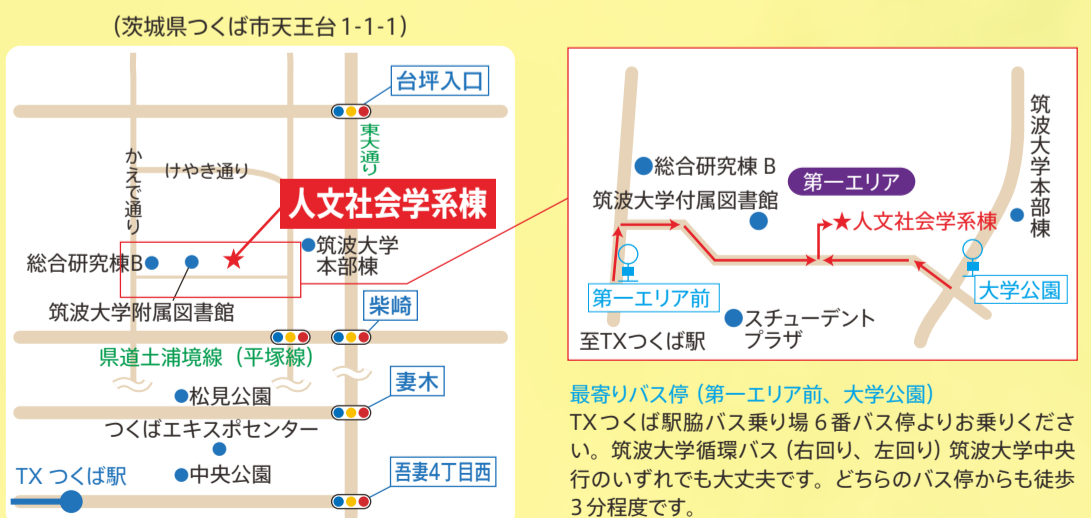 (茨城県つくば市天王台1-1-1)
台坪入口
東大通り
かえで通り
けやき通り
人文社会学系棟
筑波大学
本部棟
総合研究棟B
筑波大学附属図書館
柴崎
県道土浦境線(平塚線)
妻木
松見公園
つくばエキスポセンター
中央公園
TX つくば駅
吾妻4丁目西
筑波大学本部棟
総合研究棟 B
第一エリア
筑波大学付属図書館
★人文社会学系棟
第一エリア前
大学公園
スチューデント
プラザ
至TXつくば駅
最寄りバス停(第一エリア前、大学公園)
TXつくば駅脇バス乗り場6番バス停よりお乗りくださ
い。筑波大学循環バス(右回り、左回り)筑波大学中央
行のいずれでも大丈夫です。どちらのバス停からも徒歩
3分程度です。